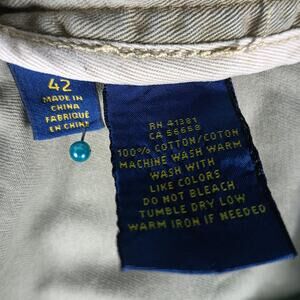 42
MADE IN
CHINA
FABRIQUÉ
EN CHINE
RN 41381
CA 56658
100% COTTON/COTON
MACHINE WASH WARM
WASH WITH
LIKE COLORS
DO NOT BLEACH
TUMBLE DRY LOW
WARM IRON IF NEEDED